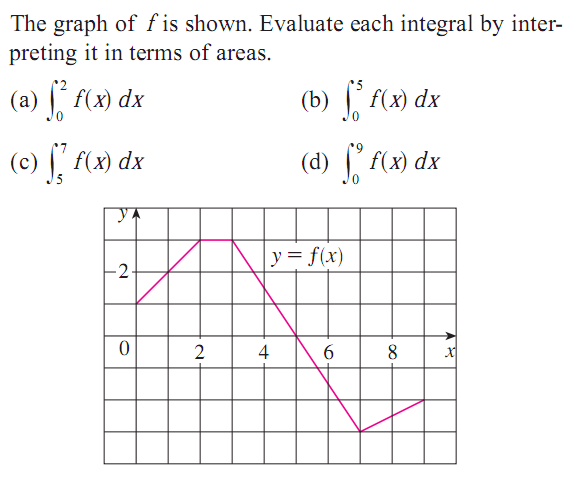 The graph of f is shown. Evaluate each integral by inter-
preting it in terms of areas.
(a) ∫₀² f(x) dx (b) ∫₀⁵ f(x) dx
(c) ∫₅⁷ f(x) dx (d) ∫₀⁹ f(x) dx
y
y = f(x)
2
0 2 4 6 8 x